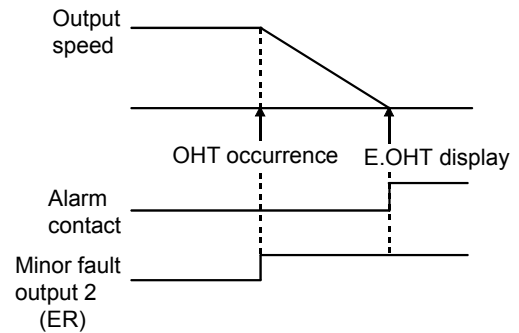 Output
speed
OHT occurrence
E.OHT display
Alarm
contact
Minor fault
output 2
(ER)